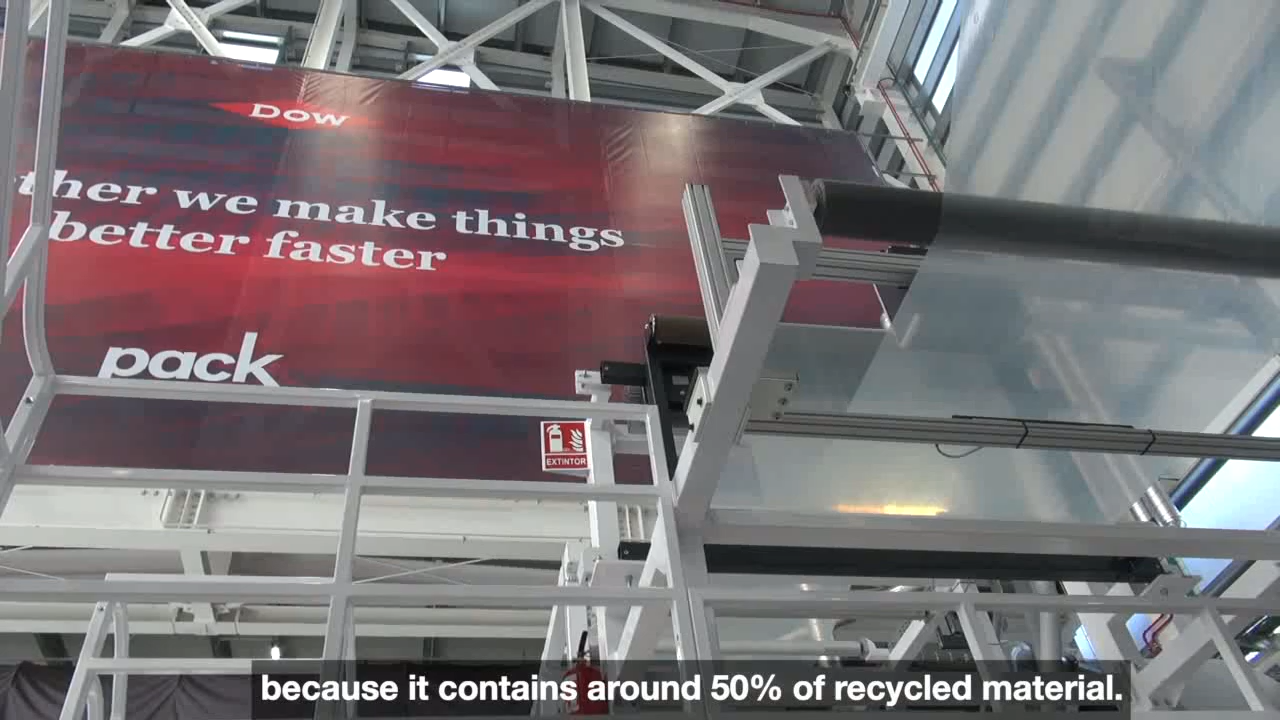 Dow
ther we make things
better faster
pack
EXTINTOR
because it contains around 50% of recycled material.